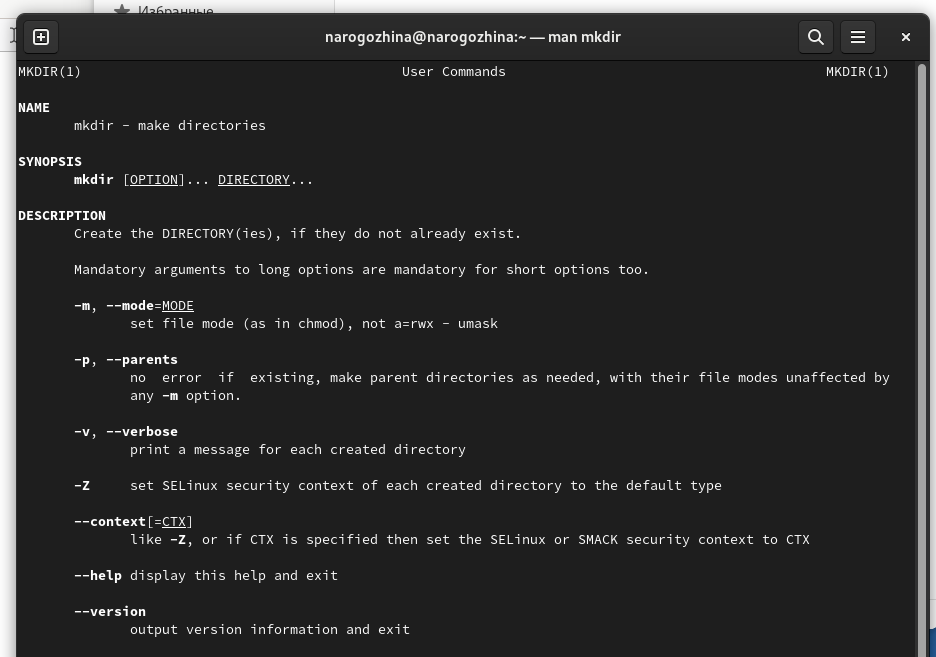 Избранные
narogozhina@narogozhina:~ — man mkdir
MKDIR(1) User Commands MKDIR(1)
NAME
mkdir - make directories
SYNOPSIS
mkdir [OPTION]... DIRECTORY...
DESCRIPTION
Create the DIRECTORY(ies), if they do not already exist.
Mandatory arguments to long options are mandatory for short options too.
-m, --mode=MODE
set file mode (as in chmod), not a=rwx - umask
-p, --parents
no error if existing, make parent directories as needed, with their file modes unaffected by
any -m option.
-v, --verbose
print a message for each created directory
-Z set SELinux security context of each created directory to the default type
--context[=CTX]
like -Z, or if CTX is specified then set the SELinux or SMACK security context to CTX
--help display this help and exit
--version
output version information and exit